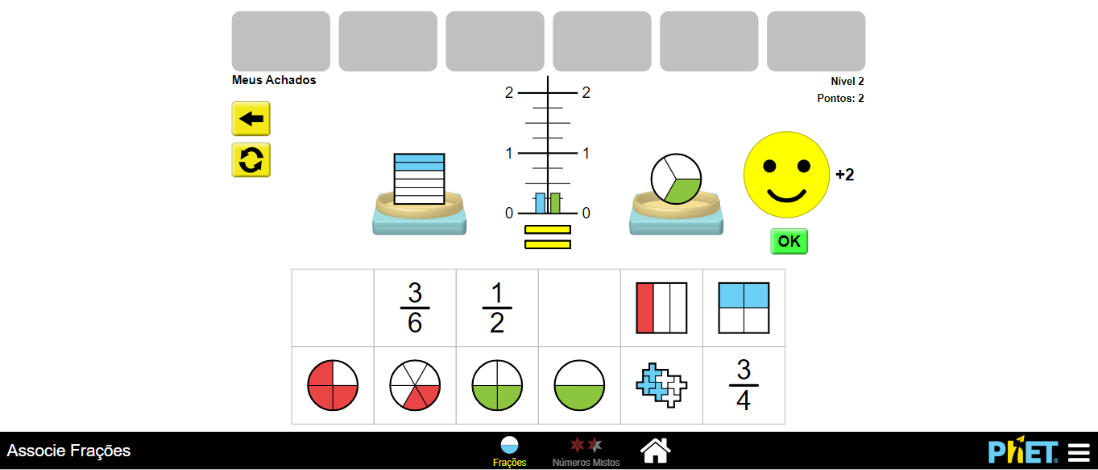 Meus Achados
Nivel 2
Pontos: 2
2 2
1 1
0 0
+2
OK
3/6
1/2
3/4
Associe Frações
Frações
Números Mistos
PhET